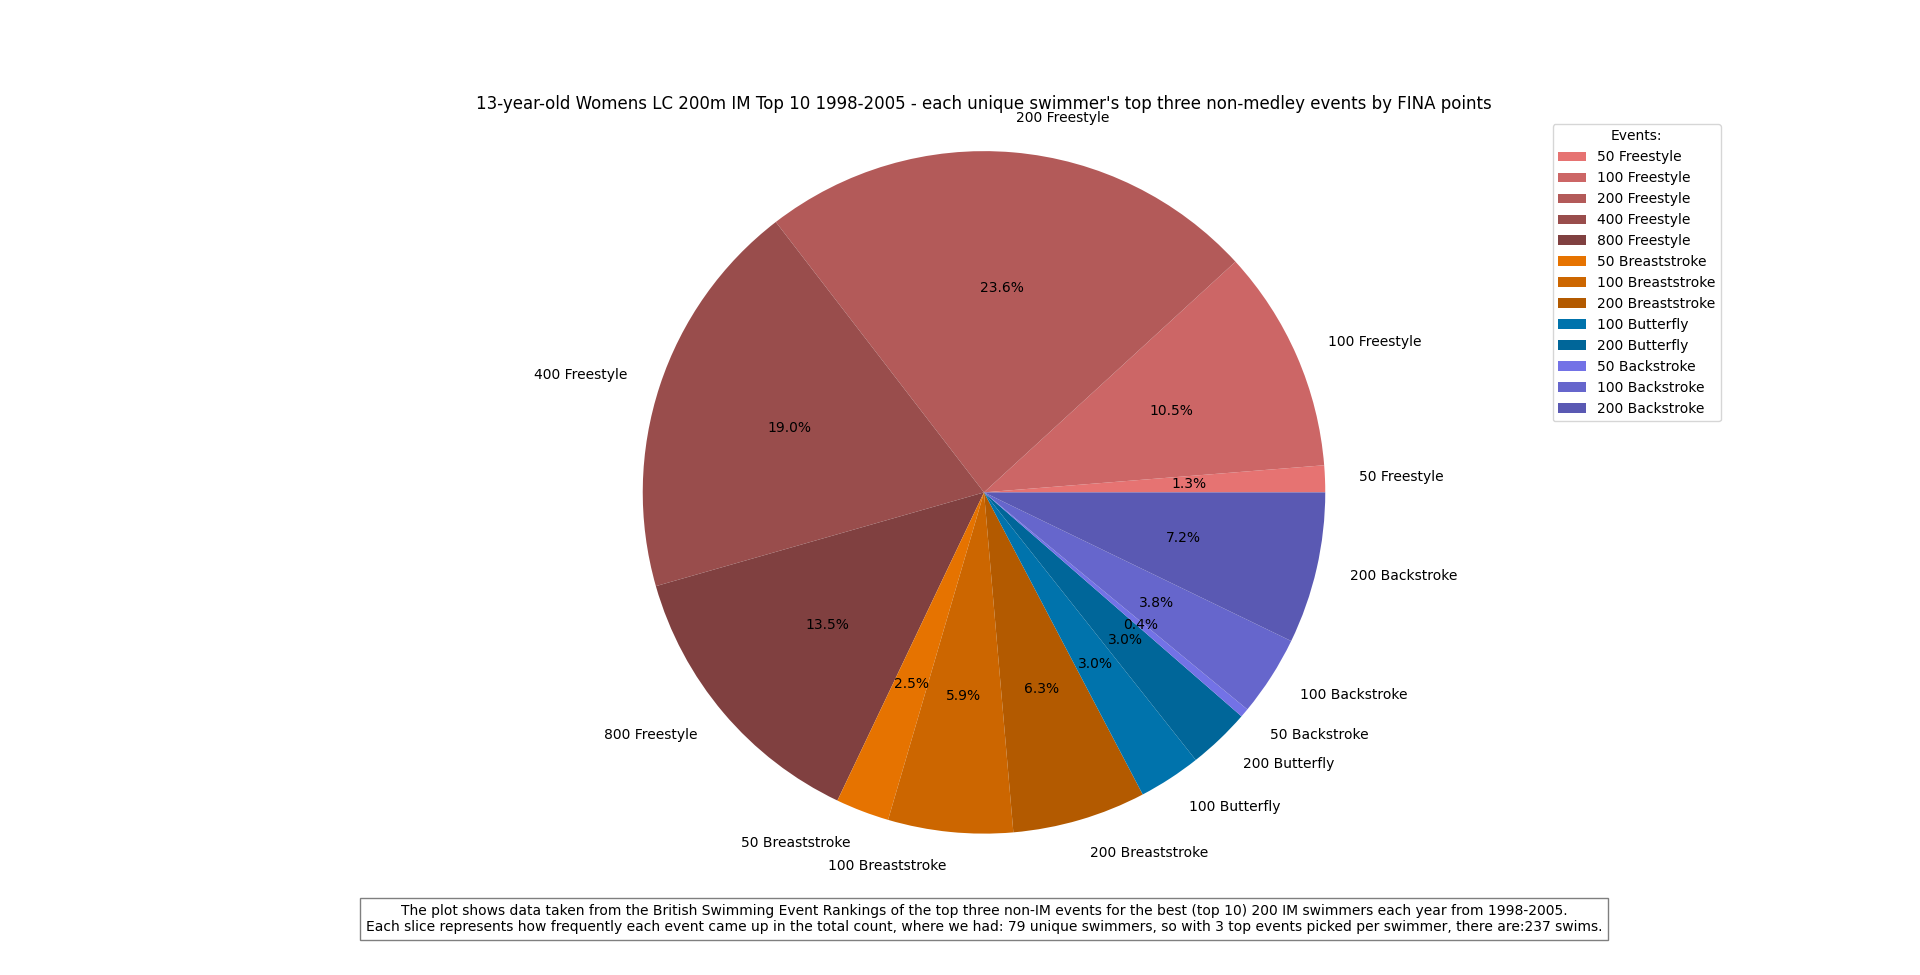 13-year-old Womens LC 200m IM Top 10 1998-2005 - each unique swimmer's top three non-medley events by FINA points
200 Freestyle
Events:
50 Freestyle
100 Freestyle
200 Freestyle
400 Freestyle
800 Freestyle
50 Breaststroke
100 Breaststroke
200 Breaststroke
100 Butterfly
200 Butterfly
50 Backstroke
100 Backstroke
200 Backstroke
23.6%
100 Freestyle
400 Freestyle
10.5%
19.0%
50 Freestyle
1.3%
7.2%
200 Backstroke
3.8%
13.5%
0.4%
3.0%
3.0%
2.5%
6.3%
5.9%
100 Backstroke
800 Freestyle
50 Backstroke
200 Butterfly
100 Butterfly
50 Breaststroke
200 Breaststroke
100 Breaststroke
The plot shows data taken from the British Swimming Event Rankings of the top three non-IM events for the best (top 10) 200 IM swimmers each year from 1998-2005.
Each slice represents how frequently each event came up in the total count, where we had: 79 unique swimmers, so with 3 top events picked per swimmer, there are:237 swims.